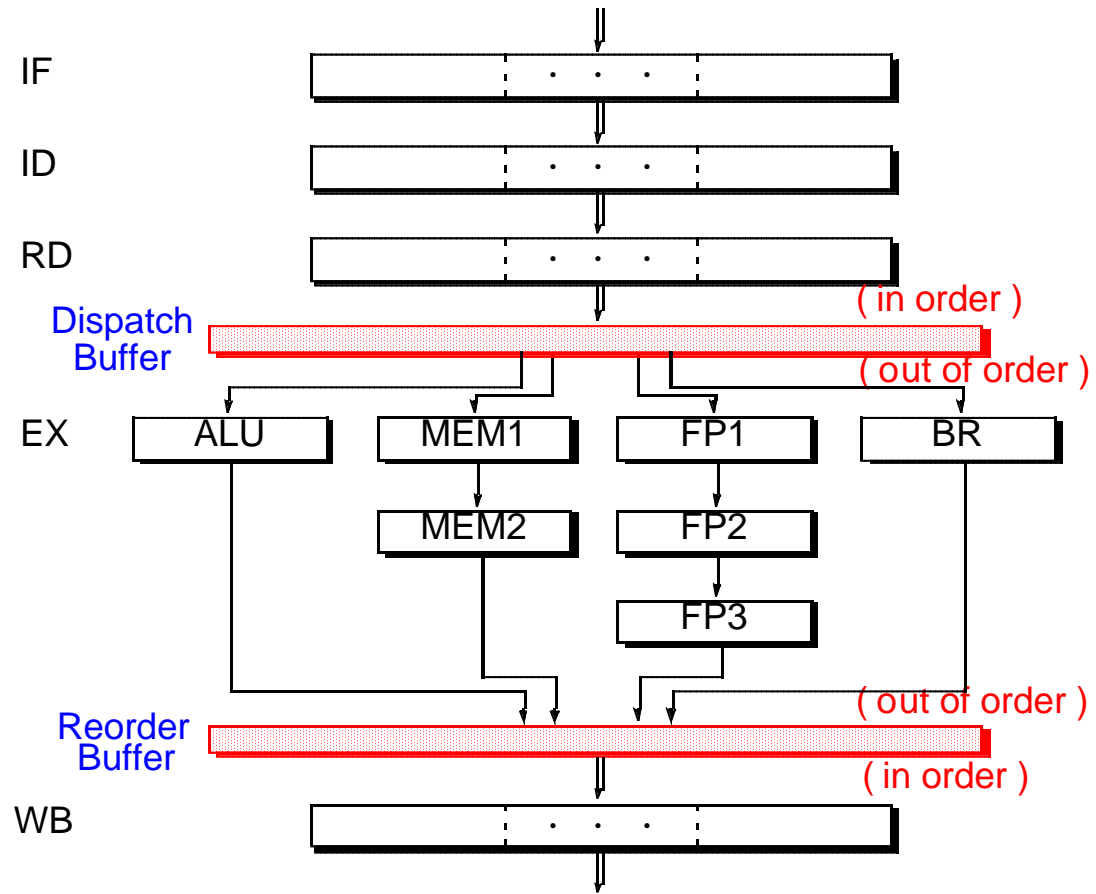 IF
. . .
ID
. . .
RD
. . .
( in order )
Dispatch
Buffer
( out of order )
EX
ALU
MEM1
FP1
BR
MEM2
FP2
FP3
( out of order )
Reorder
Buffer
( in order )
WB
. . .